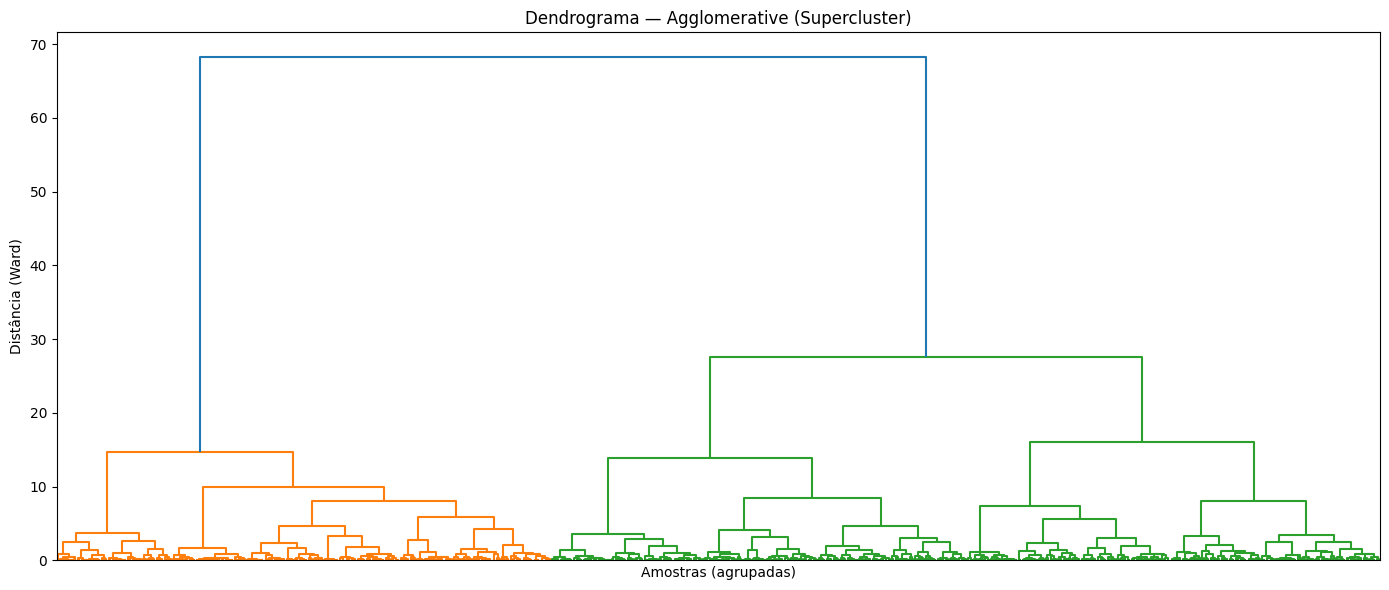 Dendrograma — Agglomerative (Supercluster)
70
60
50
40
30
20
10
0
Distância (Ward)
Amostras (agrupadas)